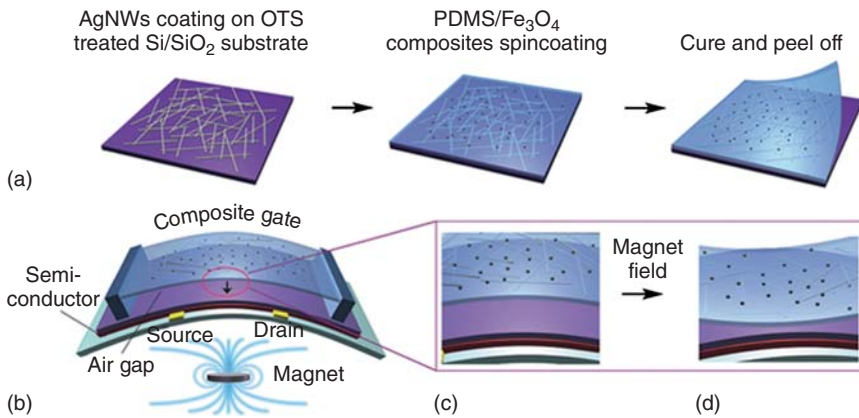 AgNWs coating on OTS
treated Si/SiO₂ substrate
PDMS/Fe₃O₄
composites spincoating
Cure and peel off
(a)
Composite gate
Semi-
conductor
Source
Drain
Air gap
Magnet
(b)
Magnet
field
(c)
(d)